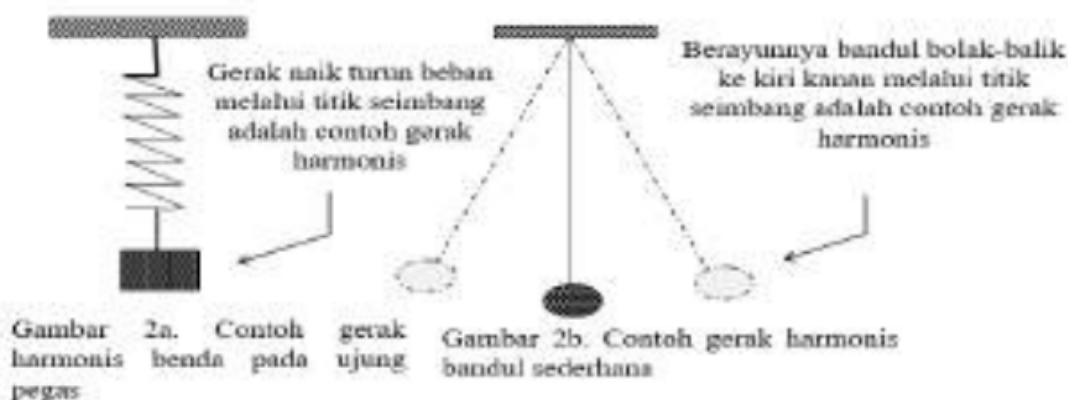 Gerak naik turun beban
melalui titik seimbang
adalah contoh gerak
harmonis
Berayunnya bandul bolak-balik
ke kiri kanan melalui titik
seimbang adalah contoh gerak
harmonis
Gambar 2a. Contoh gerak
harmonis benda pada ujung
pegas
Gambar 2b. Contoh gerak harmonis
bandul sederhana